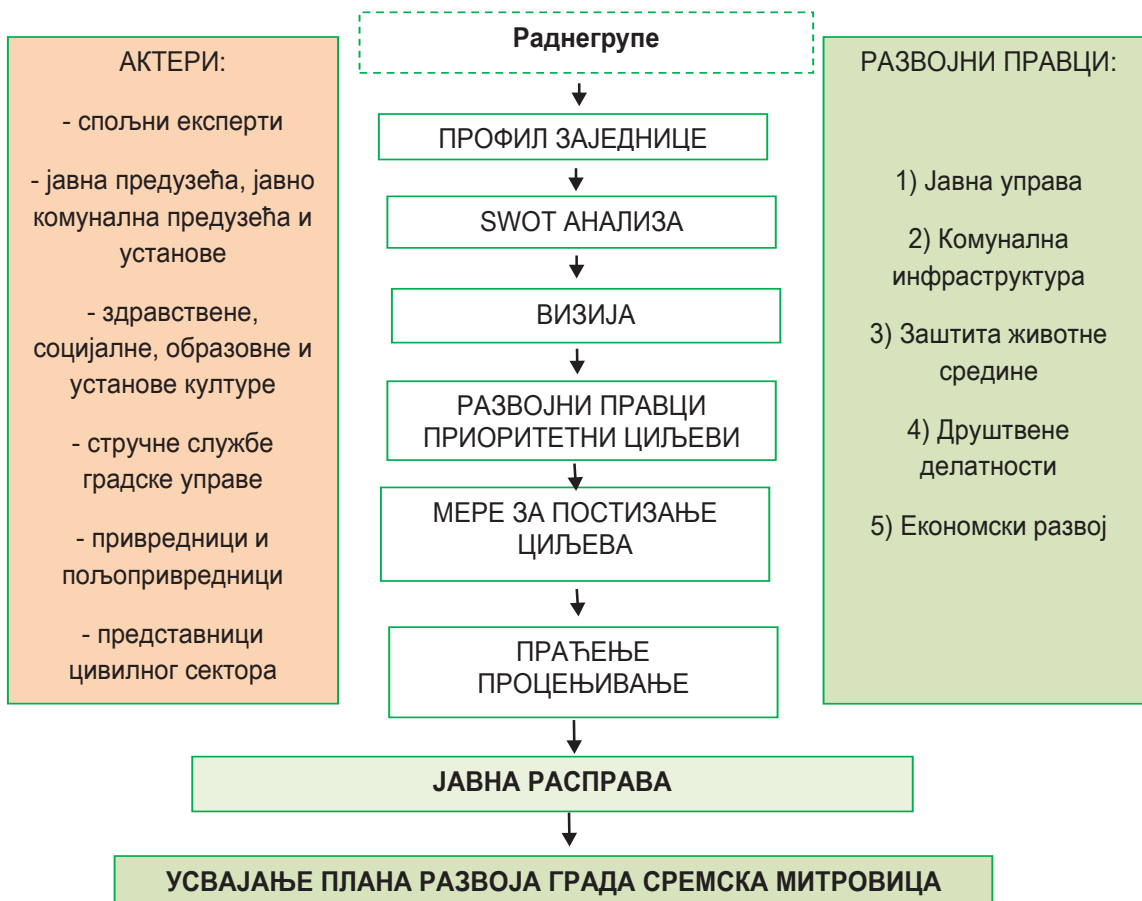 АКТЕРИ:
- спољни експерти
- јавна предузећа, јавно
комунална предузећа и
установе
- здравствене,
социјалне, образовне и
установе културе
- стручне службе
градске управе
- привредници и
пољопривредници
- представници
цивилног сектора
Раднегрупе
ПРОФИЛ ЗАЈЕДНИЦЕ
SWOT АНАЛИЗА
ВИЗИЈА
РАЗВОЈНИ ПРАВЦИ
ПРИОРИТЕТНИ ЦИЉЕВИ
МЕРЕ ЗА ПОСТИЗАЊЕ
ЦИЉЕВА
ПРАЋЕЊЕ
ПРОЦЕЊИВАЊЕ
РАЗВОЈНИ ПРАВЦИ:
1) Јавна управа
2) Комунална
инфраструктура
3) Заштита животне
средине
4) Друштвене
делатности
5) Економски развој
ЈАВНА РАСПРАВА
УСВАЈАЊЕ ПЛАНА РАЗВОЈА ГРАДА СРЕМСКА МИТРОВИЦА